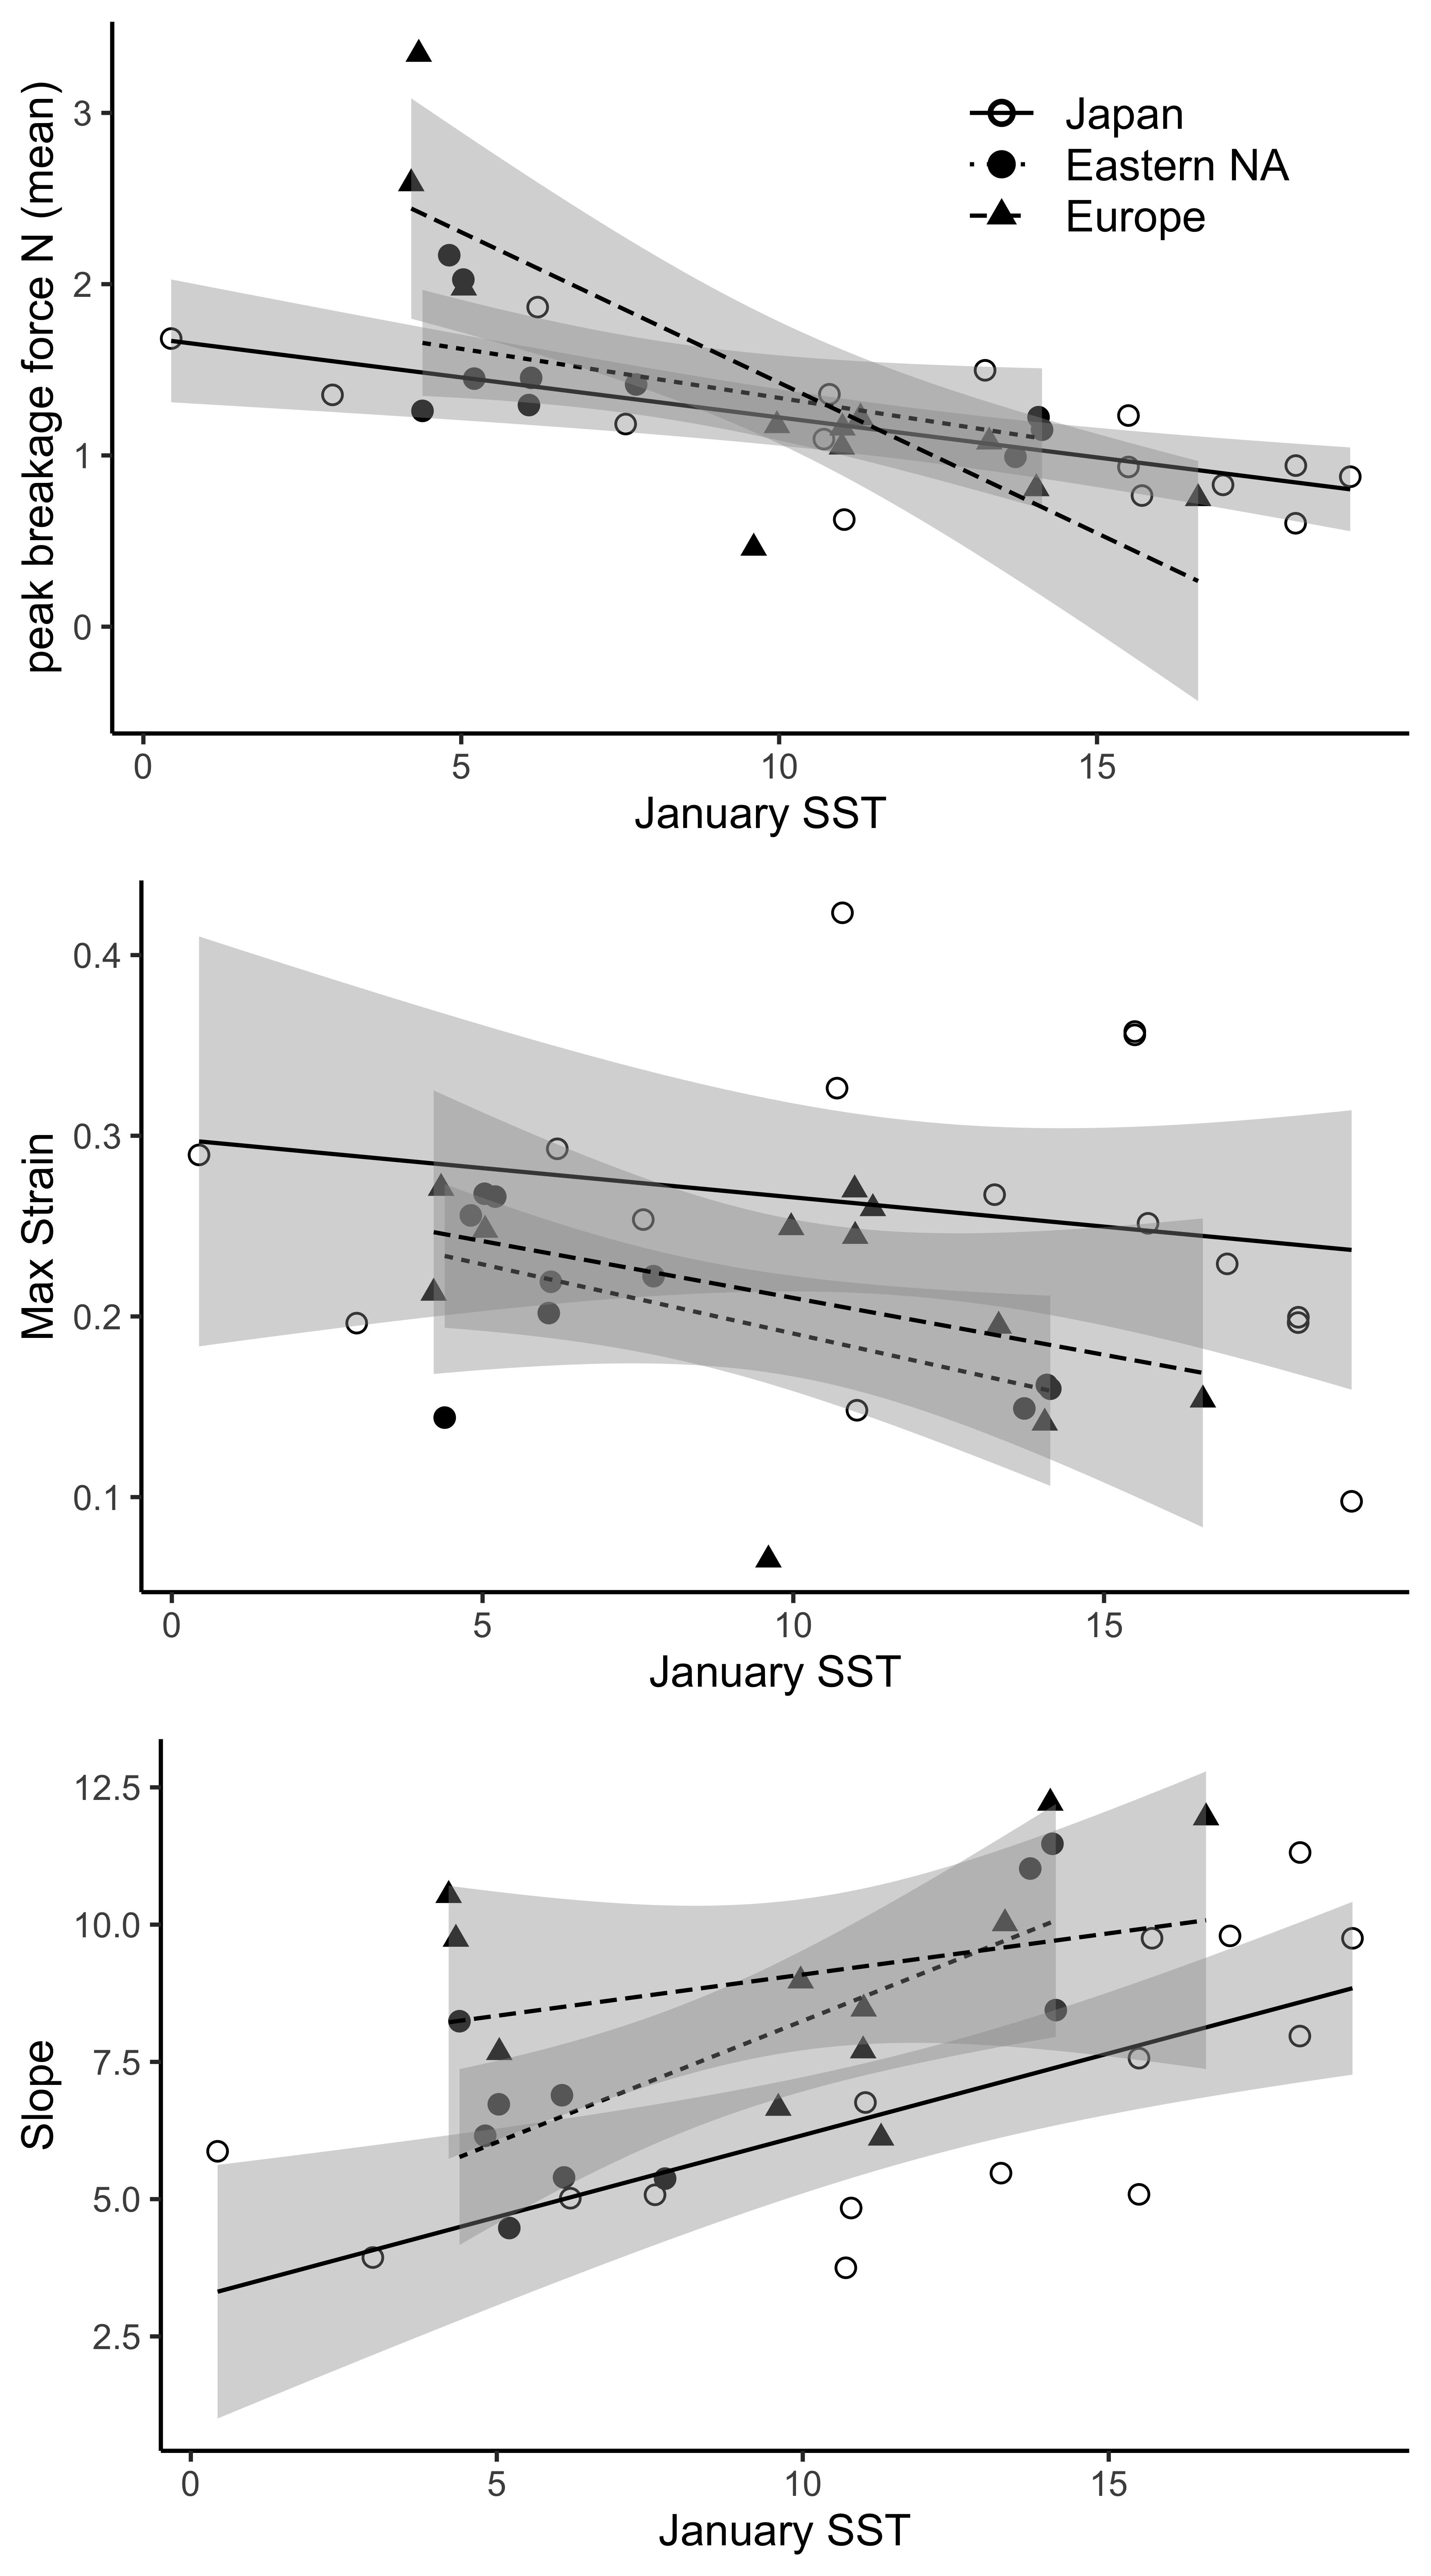 peak breakage force N (mean)
3
2
1
0
Japan
Eastern NA
Europe
0 5 10 15
January SST
Max Strain
0.4
0.3
0.2
0.1
0 5 10 15
January SST
Slope
12.5
10.0
7.5
5.0
2.5
0 5 10 15
January SST